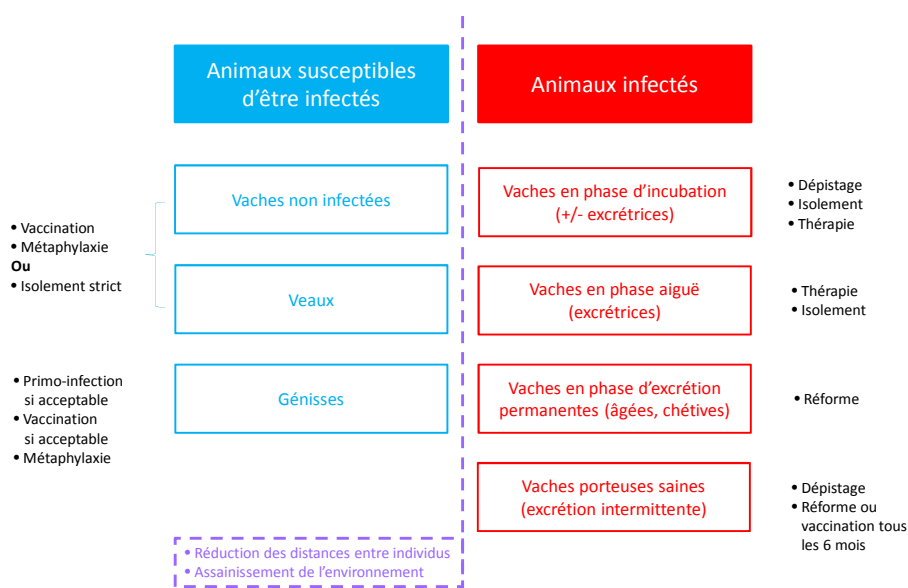 Animaux susceptibles
d'être infectés
Animaux infectés
Vaches non infectées
Vaches en phase d'incubation
(+/- excrétrices)
• Dépistage
• Isolement
• Thérapie
• Vaccination
• Métaphylaxie
Ou
• Isolement strict
Veaux
Vaches en phase aiguë
(excrétrices)
• Thérapie
• Isolement
• Primo-infection
si acceptable
• Vaccination
si acceptable
• Métaphylaxie
Génisses
Vaches en phase d'excrétion
permanentes (âgées, chétives)
• Réforme
Vaches porteuses saines
(excrétion intermittente)
• Dépistage
• Réforme ou
vaccination tous
les 6 mois
• Réduction des distances entre individus
• Assainissement de l'environnement